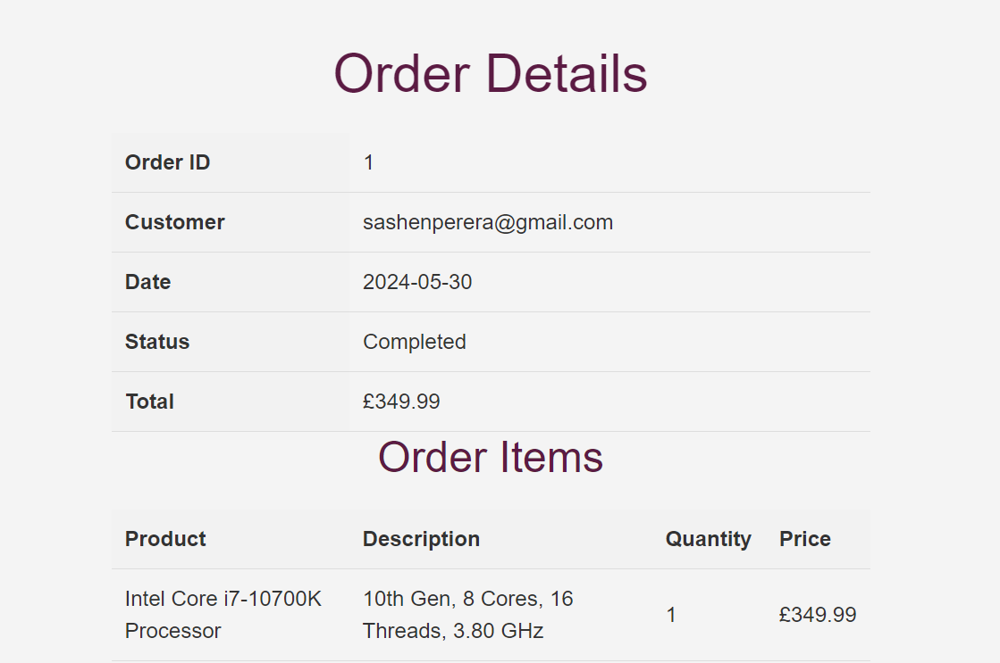 Order Details
Order ID 1
Customer sashenperera@gmail.com
Date 2024-05-30
Status Completed
Total £349.99
Order Items
Product Description Quantity Price
Intel Core i7-10700K 10th Gen, 8 Cores, 16
Processor Threads, 3.80 GHz 1 £349.99